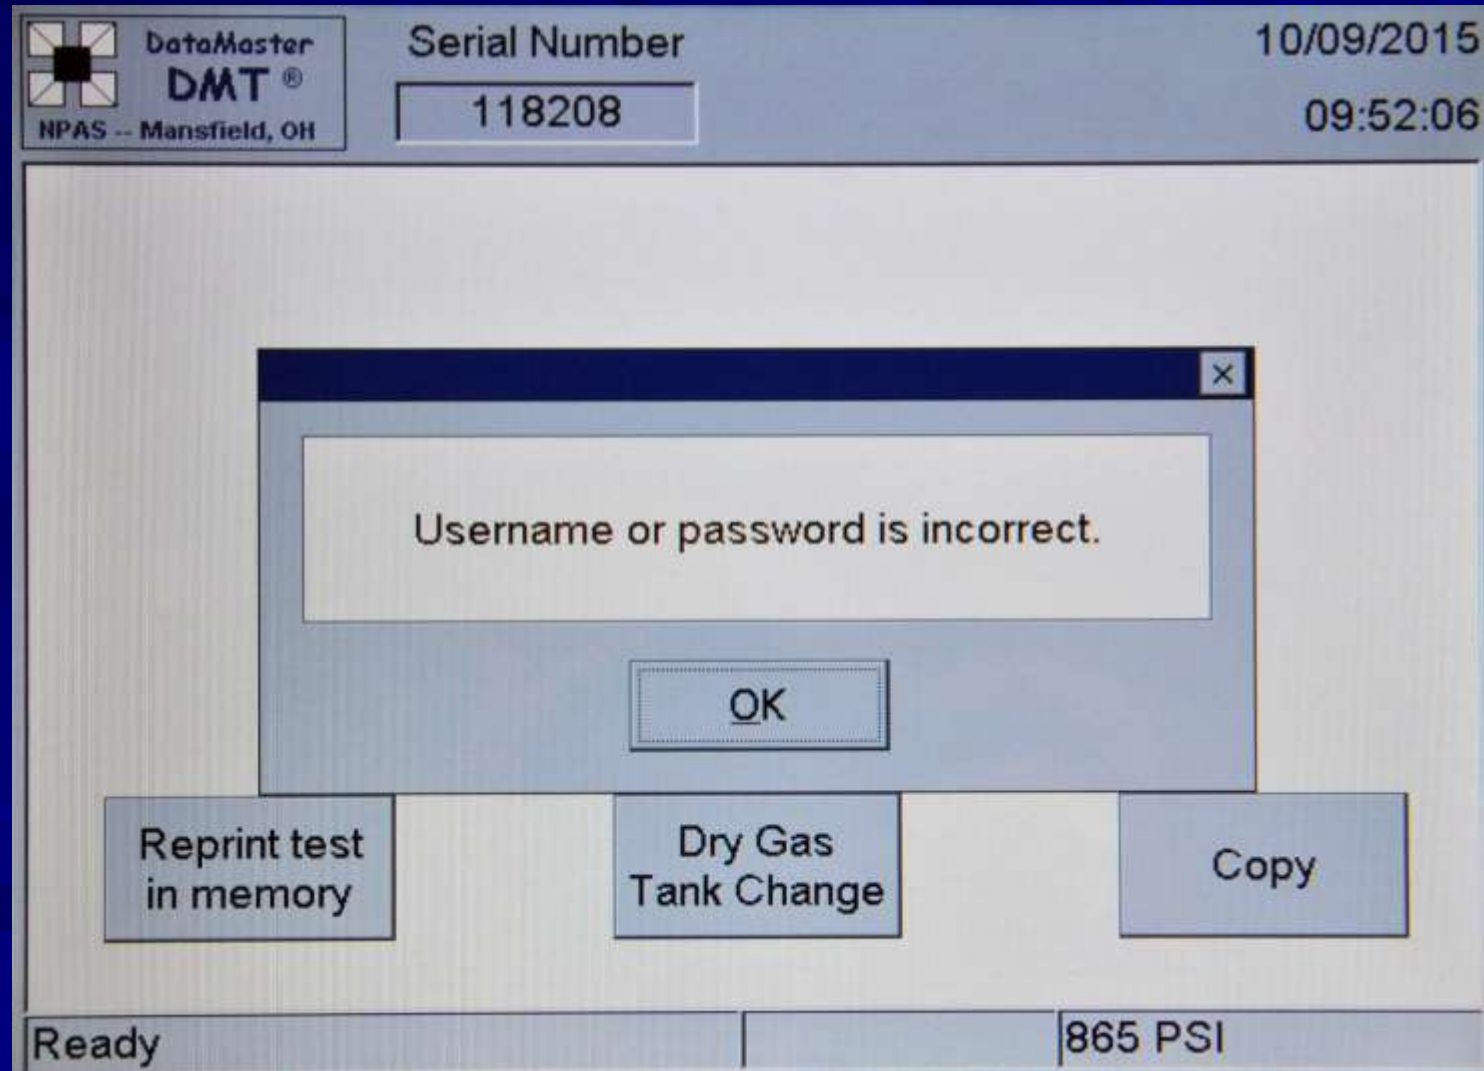 DataMaster
DMT ®
NPAS -- Mansfield, OH
Serial Number
118208
10/09/2015
09:52:06
Username or password is incorrect.
OK
Reprint test
in memory
Dry Gas
Tank Change
Copy
Ready
865 PSI